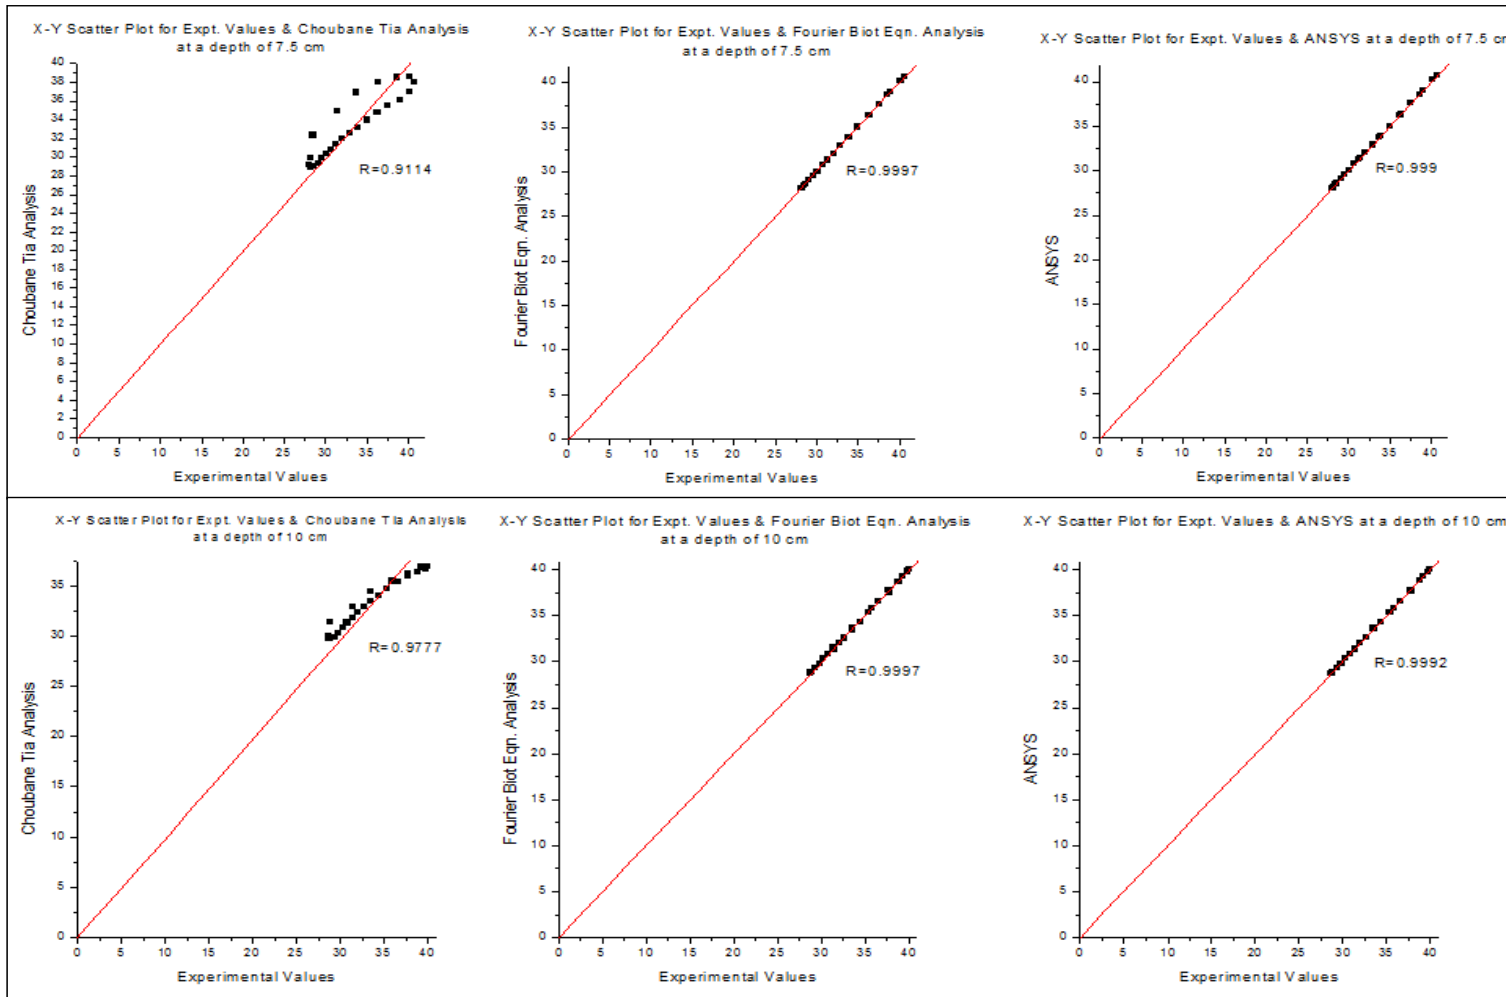 X-Y Scatter Plot for Expt. Values & Choubane Tia Analysis
at a depth of 7.5 cm
40
38
36
34
32
30
28
26
24
22
20
18
16
14
12
10
8
6
4
2
0
Choubane Tia Analysis
R=0.9114
0 5 10 15 20 25 30 35 40
Experimental Values
X-Y Scatter Plot for Expt. Values & Fourier Biot Eqn. Analysis
at a depth of 7.5 cm
40
35
30
25
20
15
10
5
0
Fourier Biot Eqn. Analysis
R=0.9997
0 5 10 15 20 25 30 35 40
Experimental Values
X-Y Scatter Plot for Expt. Values & ANSYS at a depth of 7.5 cm
40
35
30
25
20
15
10
5
0
ANSYS
R=0.999
0 5 10 15 20 25 30 35 40
Experimental Values
X-Y Scatter Plot for Expt. Values & Choubane Tia Analysis
at a depth of 10 cm
35
30
25
20
15
10
5
0
Choubane Tia Analysis
R=0.9777
0 5 10 15 20 25 30 35 40
Experimental Values
X-Y Scatter Plot for Expt. Values & Fourier Biot Eqn. Analysis
at a depth of 10 cm
40
35
30
25
20
15
10
5
0
Fourier Biot Eqn. Analysis
R=0.9997
0 5 10 15 20 25 30 35 40
Experimental Values
X-Y Scatter Plot for Expt. Values & ANSYS at a depth of 10 cm
40
35
30
25
20
15
10
5
0
ANSYS
R=0.9992
0 5 10 15 20 25 30 35 40
Experimental Values